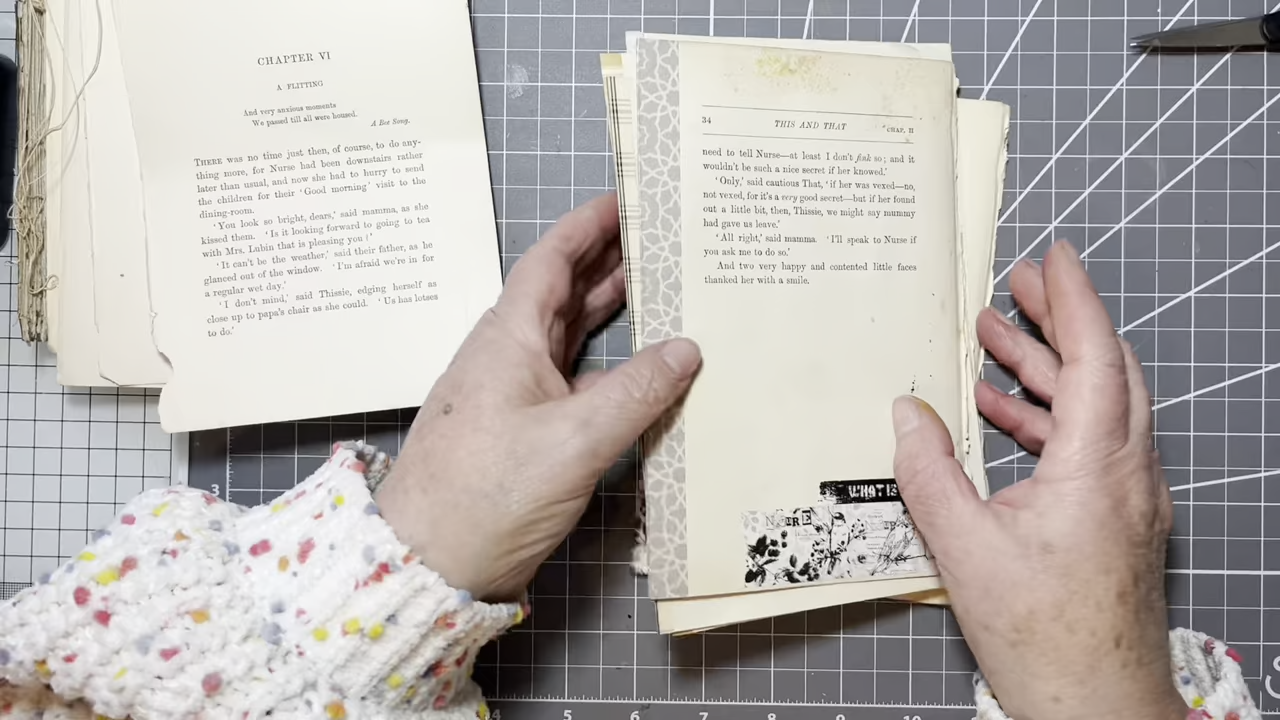 CHAPTER VI
A FLITTING
And very anxious moments
We passed till all were housed.
A Bee Song.
THERE was no time just then, of course, to do any-
thing more, for Nurse had been downstairs rather
later than usual, and now she had to hurry to send
the children for their ‘Good morning’ visit to the
dining-room.
‘You look so bright, dears,’ said mamma, as she
kissed them. ‘Is it looking forward to going to tea
with Mrs. Lubin that is pleasing you?’
‘It can't be the weather,’ said their father, as he
glanced out of the window. ‘I'm afraid we're in for
a regular wet day.’
‘I don't mind,’ said Thissie, edging herself as
close up to papa's chair as she could. ‘Us has lotses
to do.’
34 THIS AND THAT CHAP. II
need to tell Nurse—at least I don't fink so; and it
wouldn't be such a nice secret if her knowed.’
‘Only,’ said cautious That, ‘if her was vexed—no,
not vexed, for it's a very good secret—but if her found
out a little bit, then, Thissie, we might say mummy
had gave us leave.’
‘All right,’ said mamma. ‘I'll speak to Nurse if
you ask me to do so.’
And two very happy and contented little faces
thanked her with a smile.
WHAT IS
3
4 5 6 7 8 9 10